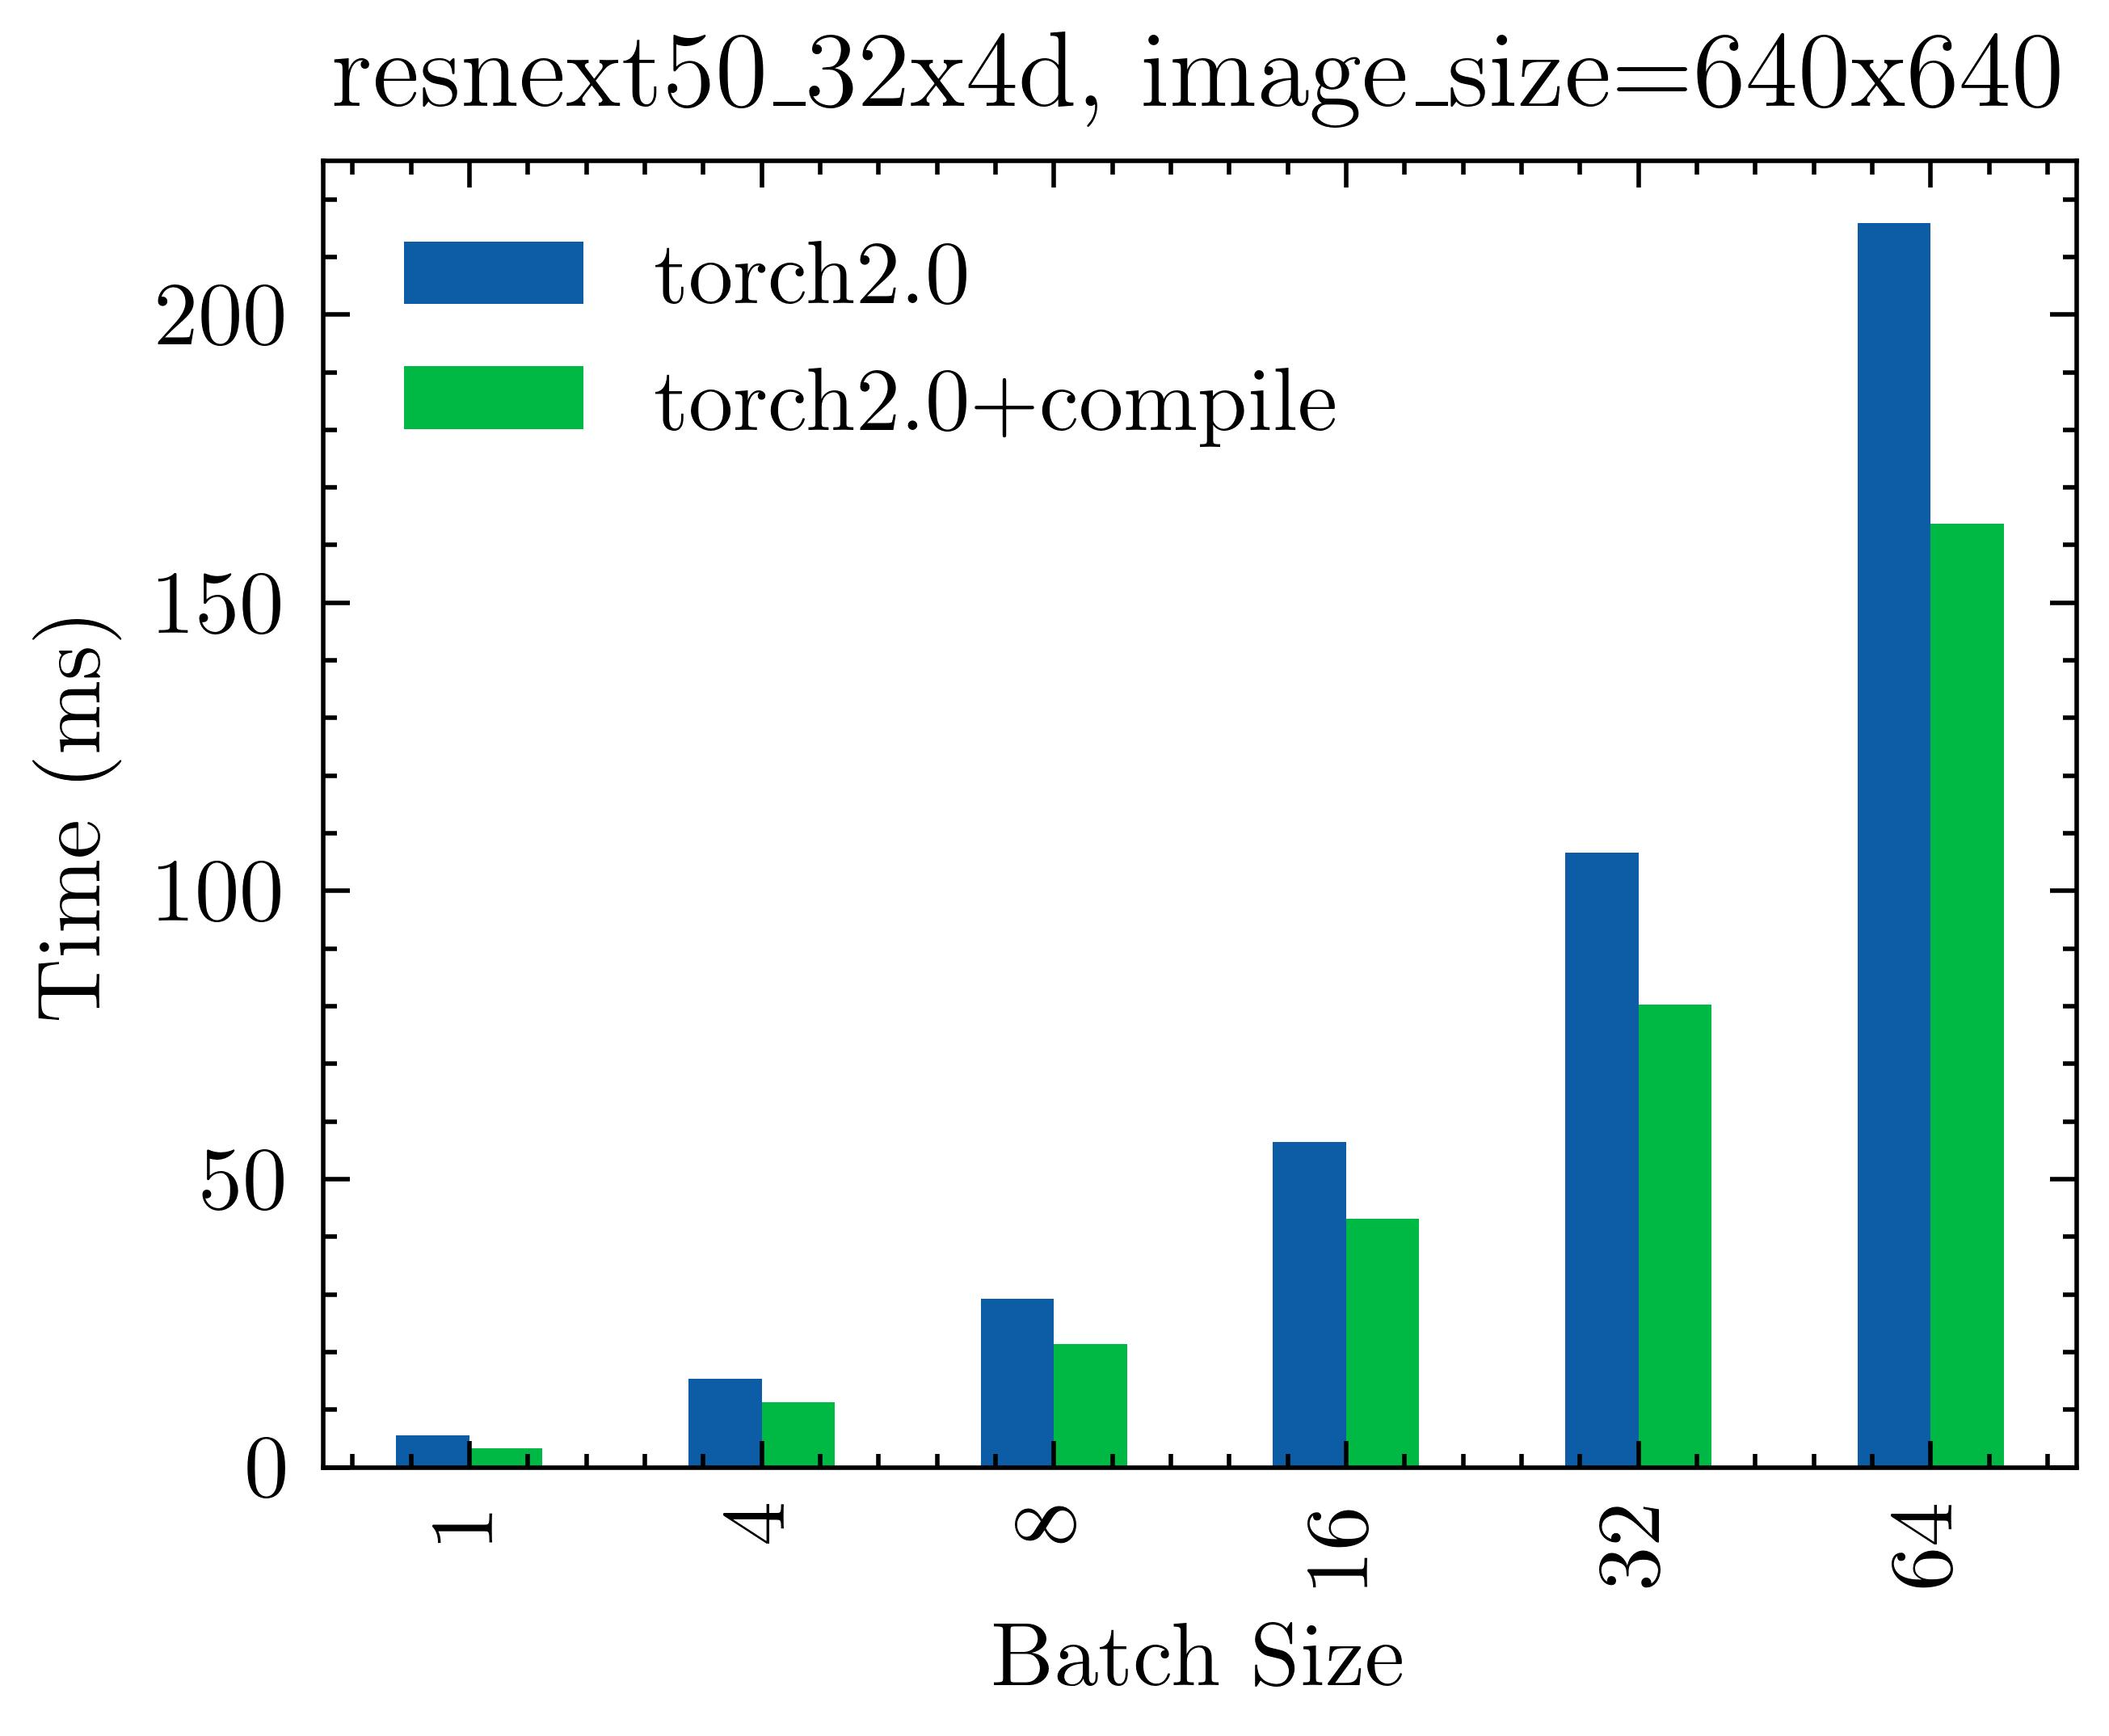 resnext50_32x4d, image_size=640x640
torch2.0
torch2.0+compile
Time (ms)
200
150
100
50
0
1
4
8
16
32
64
Batch Size